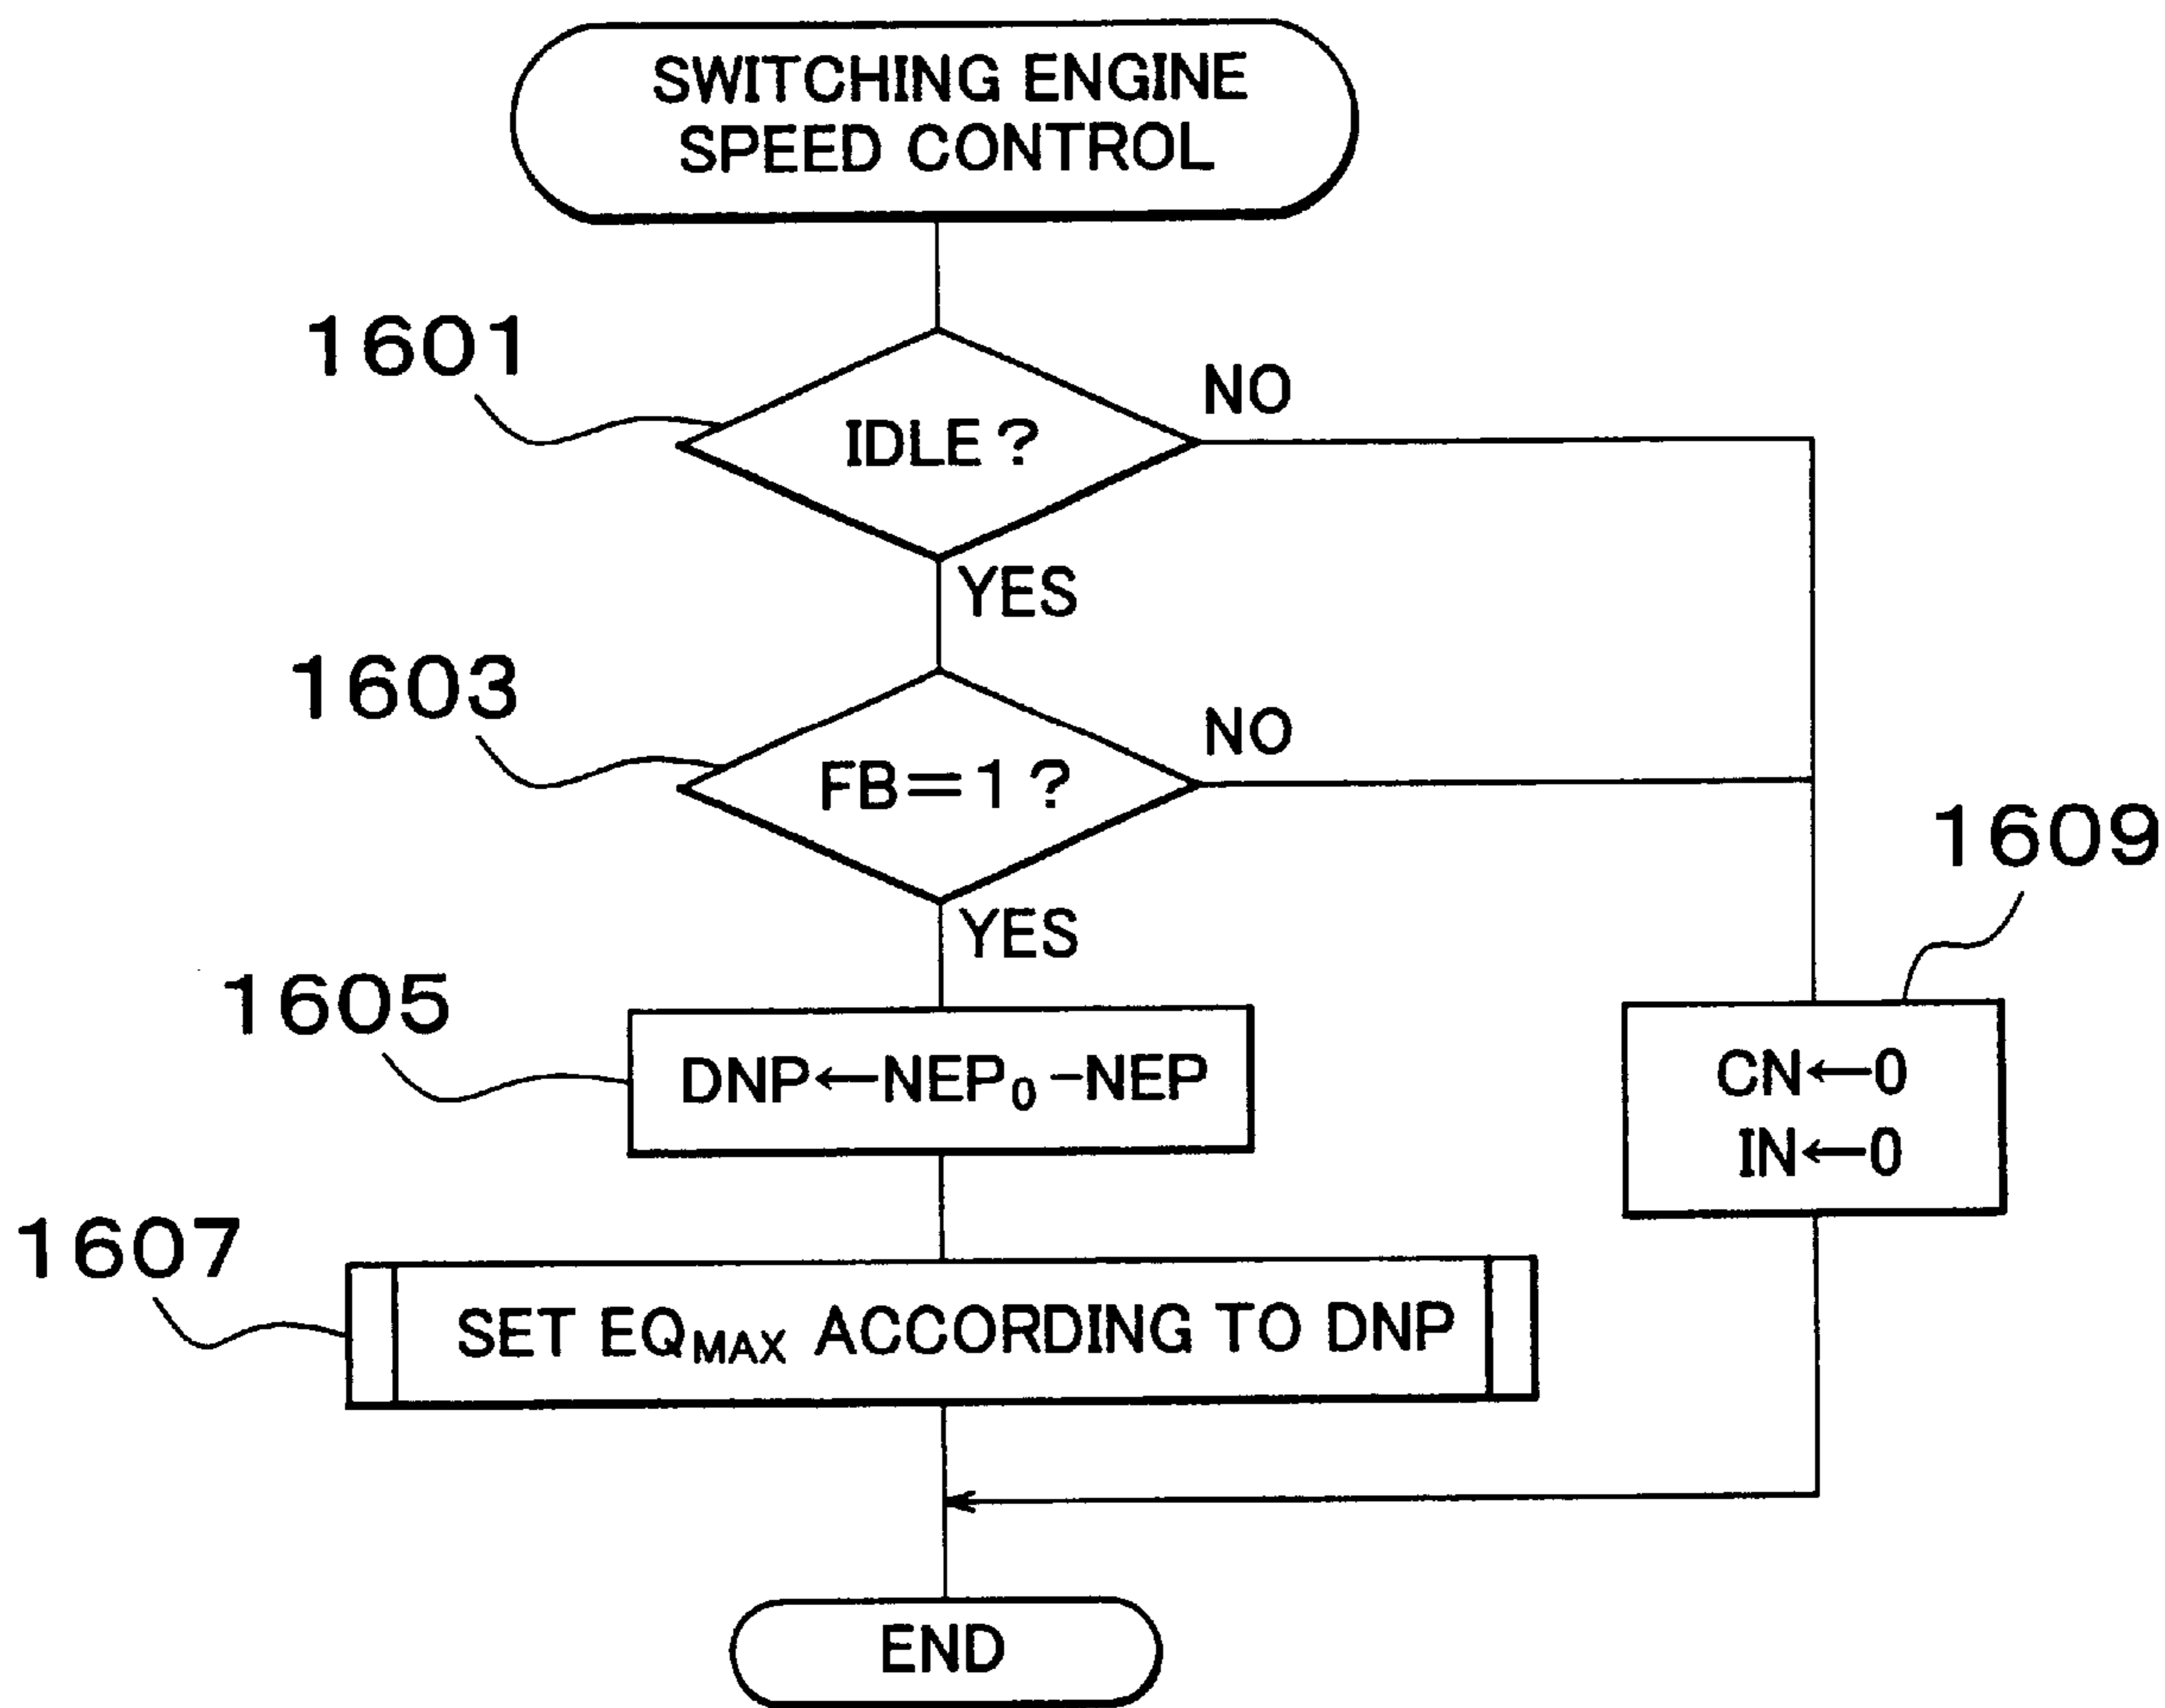 SWITCHING ENGINE
SPEED CONTROL
1601
IDLE ?
NO
YES
1603
FB=1 ?
NO
YES
1609
1605
DNP←NEP₀−NEP
CN←0
IN←0
1607
SET EQMAX ACCORDING TO DNP
END